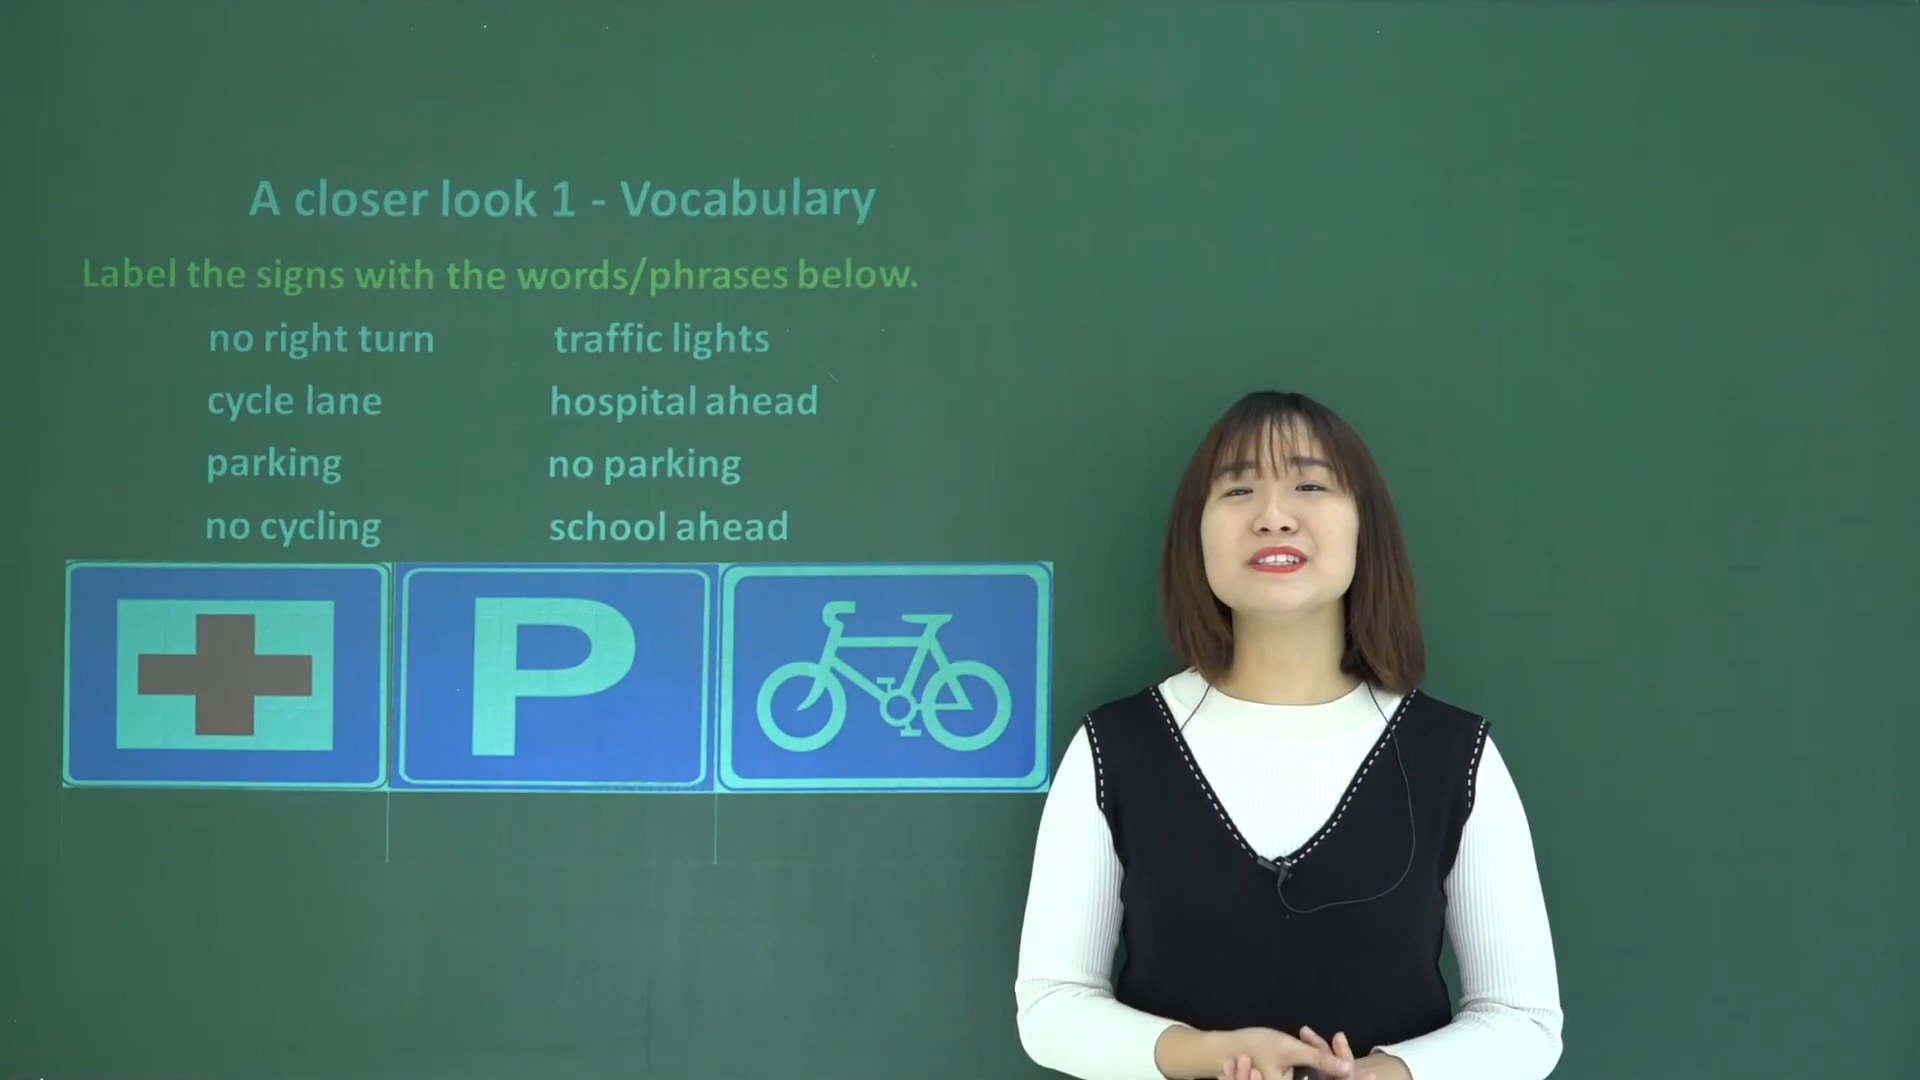 A closer look 1 - Vocabulary
Label the signs with the words/phrases below.
no right turn traffic lights
cycle lane hospital ahead
parking no parking
no cycling school ahead
P